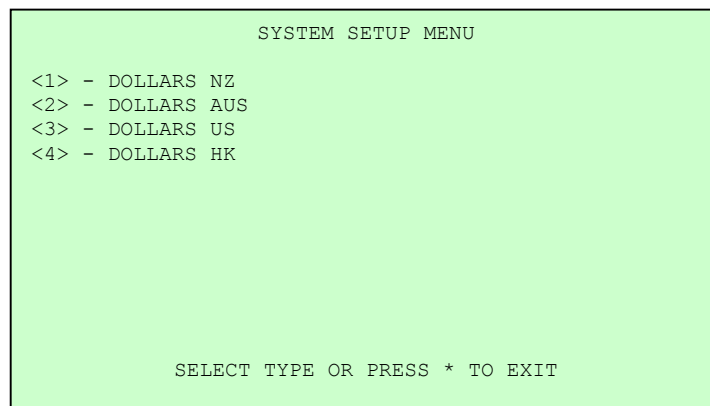 SYSTEM SETUP MENU
<1> - DOLLARS NZ
<2> - DOLLARS AUS
<3> - DOLLARS US
<4> - DOLLARS HK
SELECT TYPE OR PRESS * TO EXIT